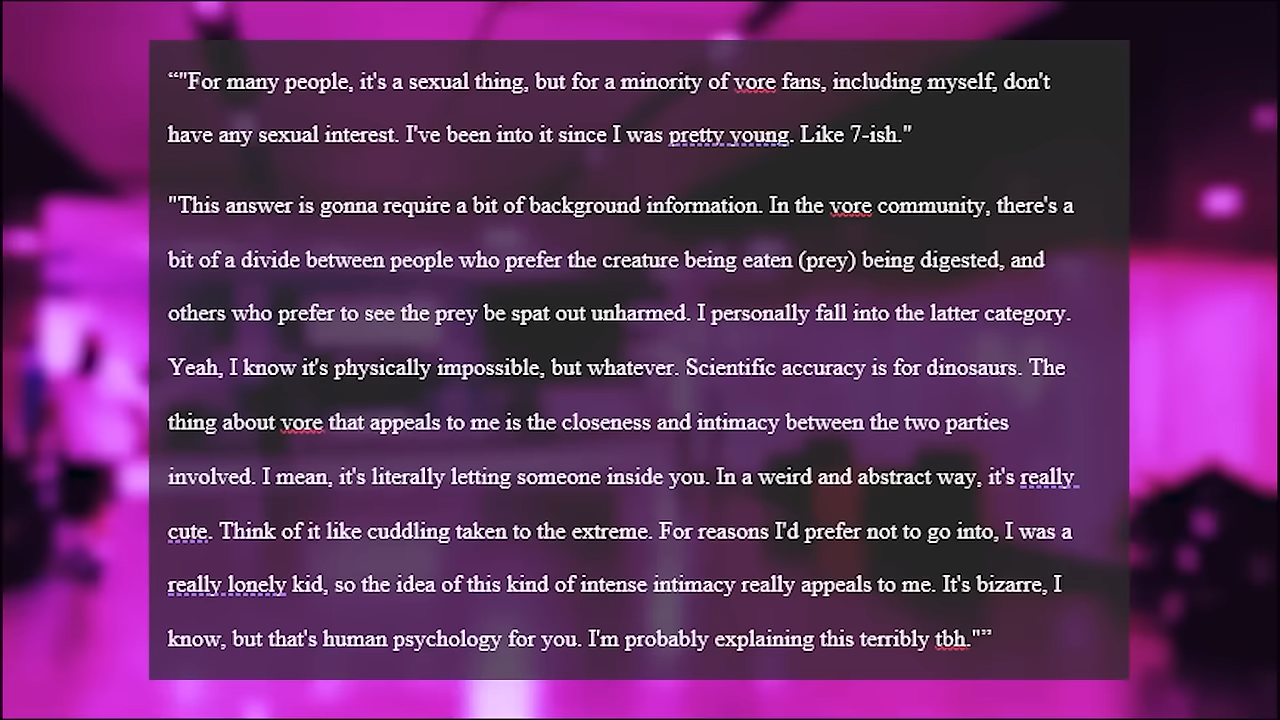 “"For many people, it's a sexual thing, but for a minority of vore fans, including myself, don't
have any sexual interest. I've been into it since I was pretty young. Like 7-ish."
"This answer is gonna require a bit of background information. In the vore community, there's a
bit of a divide between people who prefer the creature being eaten (prey) being digested, and
others who prefer to see the prey be spat out unharmed. I personally fall into the latter category.
Yeah, I know it's physically impossible, but whatever. Scientific accuracy is for dinosaurs. The
thing about vore that appeals to me is the closeness and intimacy between the two parties
involved. I mean, it's literally letting someone inside you. In a weird and abstract way, it's really
cute. Think of it like cuddling taken to the extreme. For reasons I'd prefer not to go into, I was a
really lonely kid, so the idea of this kind of intense intimacy really appeals to me. It's bizarre, I
know, but that's human psychology for you. I'm probably explaining this terribly tbh."”